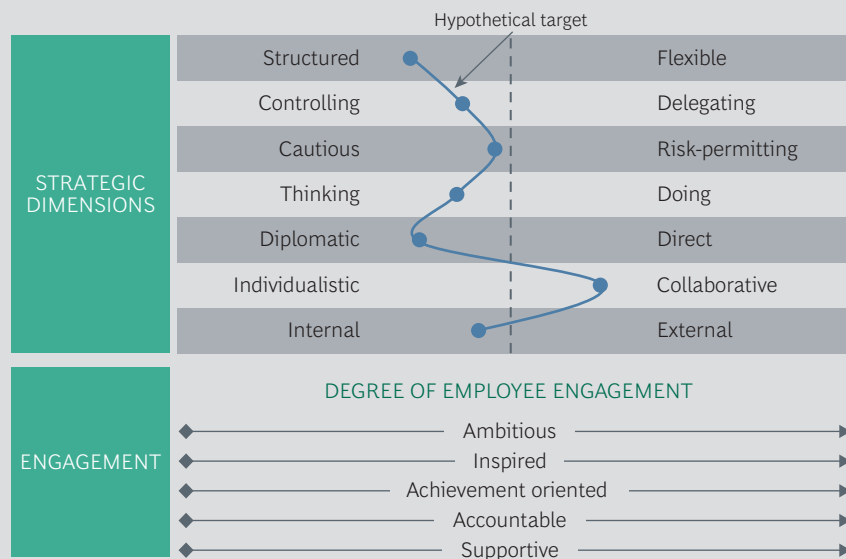 Hypothetical target
STRATEGIC
DIMENSIONS
Structured Flexible
Controlling Delegating
Cautious Risk-permitting
Thinking Doing
Diplomatic Direct
Individualistic Collaborative
Internal External
ENGAGEMENT
DEGREE OF EMPLOYEE ENGAGEMENT
Ambitious
Inspired
Achievement oriented
Accountable
Supportive